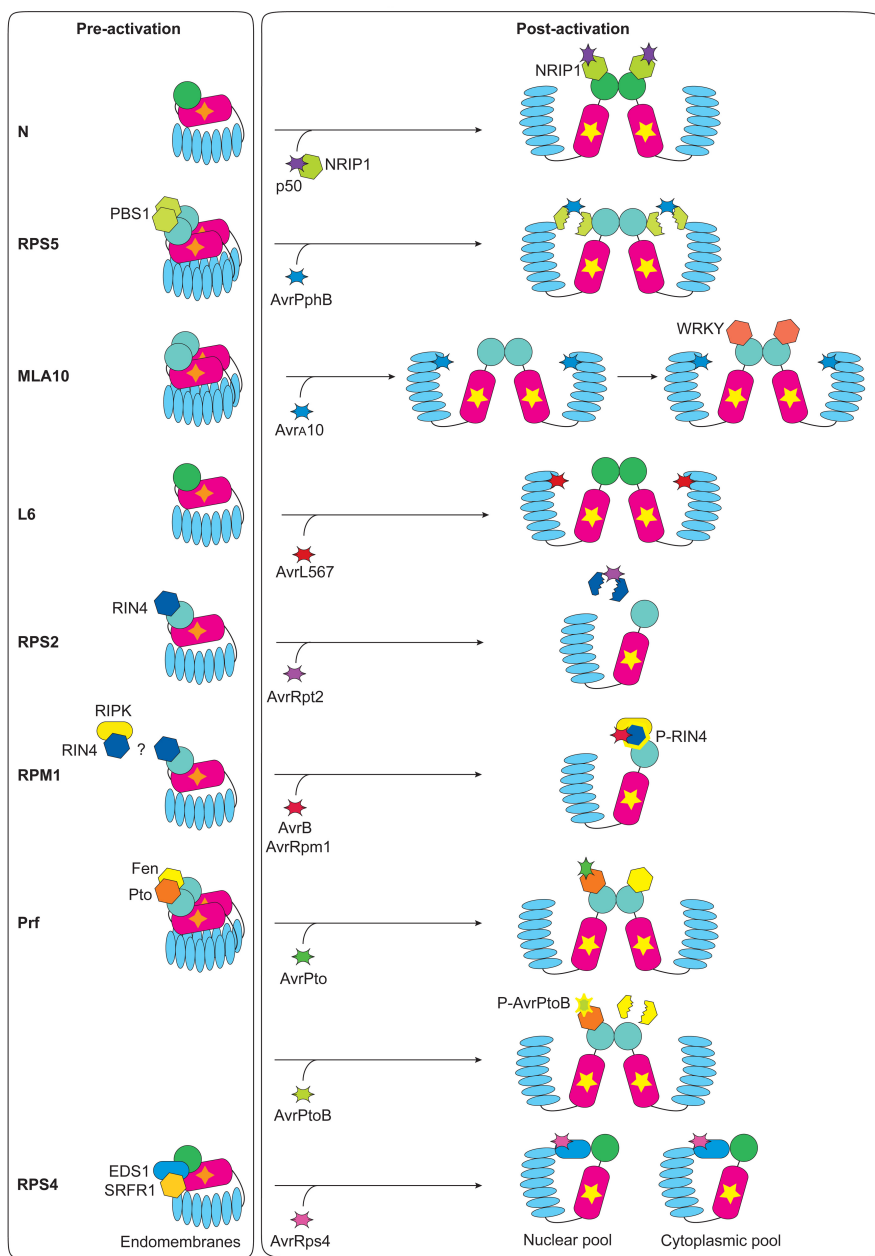 Pre-activation
Post-activation
NRIP1
N
NRIP1
p50
PBS1
RPS5
AvrPphB
WRKY
MLA10
AvrA10
L6
AvrL567
RIN4
RPS2
AvrRpt2
RIPK
RIN4 ?
P-RIN4
RPM1
AvrB
AvrRpm1
Fen
Pto
Prf
AvrPto
P-AvrPtoB
AvrPtoB
EDS1
RPS4
SRFR1
AvrRps4
Endomembranes
Nuclear pool
Cytoplasmic pool